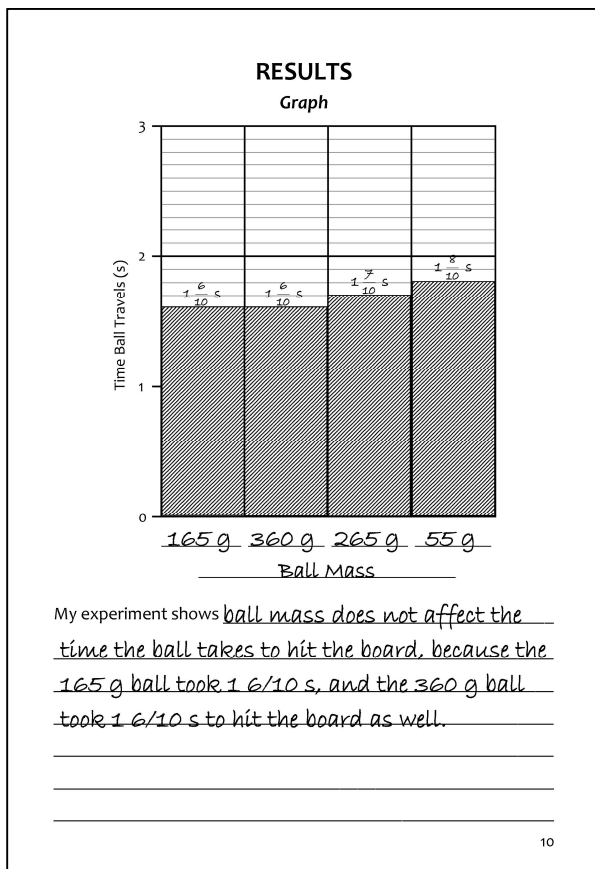 RESULTS
Graph
3
2
1
0
Time Ball Travels (s)
1 6/10 s
1 6/10 s
1 7/10 s
1 8/10 s
165 g 360 g 265 g 55 g
Ball Mass
My experiment shows ball mass does not affect the
time the ball takes to hit the board, because the
165 g ball took 1 6/10 s, and the 360 g ball
took 1 6/10 s to hit the board as well.
10